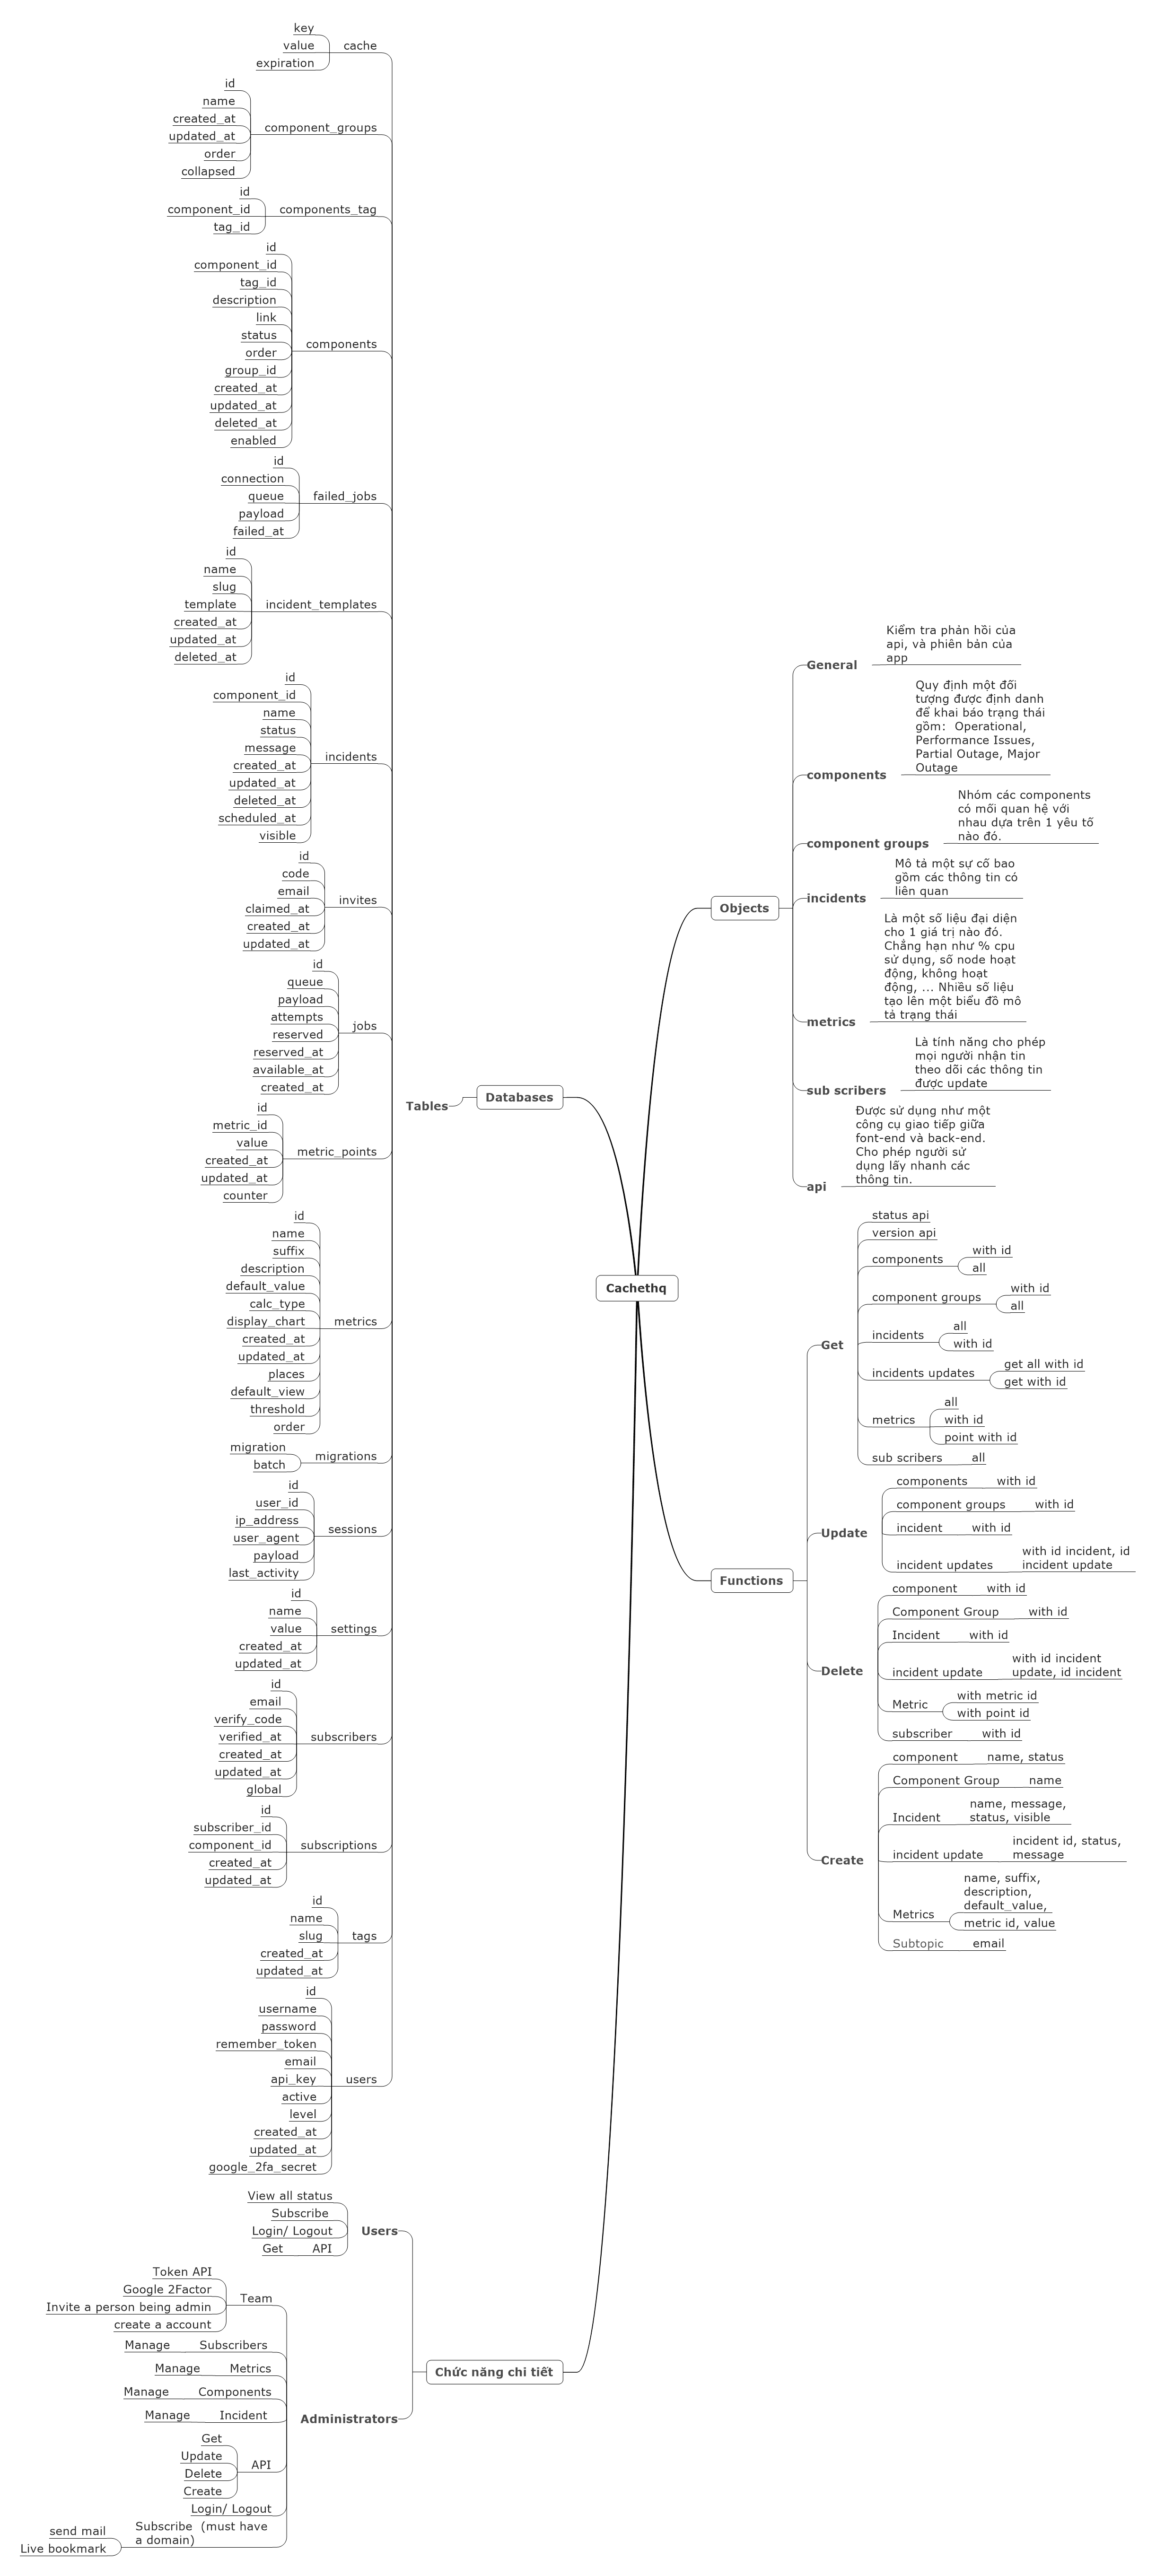 Cachethq
Objects
General
Kiểm tra phản hồi của
api, và phiên bản của
app
components
Quy định một đối
tượng được định danh
để khai báo trạng thái
gồm:  Operational,
Performance Issues,
Partial Outage, Major
Outage
component groups
Nhóm các components
có mối quan hệ với
nhau dựa trên 1 yêu tố
nào đó.
incidents
Mô tả một sự cố bao
gồm các thông tin có
liên quan
metrics
Là một số liệu đại diện
cho 1 giá trị nào đó.
Chẳng hạn như % cpu
sử dụng, số node hoạt
động, không hoạt
động, ... Nhiều số liệu
tạo lên một biểu đồ mô
tả trạng thái
sub scribers
Là tính năng cho phép
mọi người nhận tin
theo dõi các thông tin
được update
api
Được sử dụng như một
công cụ giao tiếp giữa
font-end và back-end.
Cho phép người sử
dụng lấy nhanh các
thông tin.
Functions
Get
status api
version api
components
with id
all
component groups
with id
all
incidents
all
with id
incidents updates
get all with id
get with id
metrics
all
with id
point with id
sub scribers
all
Update
components
with id
component groups
with id
incident
with id
incident updates
with id incident, id
incident update
Delete
component
with id
Component Group
with id
Incident
with id
incident update
with id incident
update, id incident
Metric
with metric id
with point id
subscriber
with id
Create
component
name, status
Component Group
name
Incident
name, message,
status, visible
incident update
incident id, status,
message
Metrics
name, suffix,
description,
default_value,
metric id, value
Subtopic
email
Databases
Tables
cache
key
value
expiration
component_groups
id
name
created_at
updated_at
order
collapsed
components_tag
id
component_id
tag_id
components
id
component_id
tag_id
description
link
status
order
group_id
created_at
updated_at
deleted_at
enabled
failed_jobs
id
connection
queue
payload
failed_at
incident_templates
id
name
slug
template
created_at
updated_at
deleted_at
incidents
id
component_id
name
status
message
created_at
updated_at
deleted_at
scheduled_at
visible
invites
id
code
email
claimed_at
created_at
updated_at
jobs
id
queue
payload
attempts
reserved
reserved_at
available_at
created_at
metric_points
id
metric_id
value
created_at
updated_at
counter
metrics
id
name
suffix
description
default_value
calc_type
display_chart
created_at
updated_at
places
default_view
threshold
order
migrations
migration
batch
sessions
id
user_id
ip_address
user_agent
payload
last_activity
settings
id
name
value
created_at
updated_at
subscribers
id
email
verify_code
verified_at
created_at
updated_at
global
subscriptions
id
subscriber_id
component_id
created_at
updated_at
tags
id
name
slug
created_at
updated_at
users
id
username
password
remember_token
email
api_key
active
level
created_at
updated_at
google_2fa_secret
Chức năng chi tiết
Users
View all status
Subscribe
Login/ Logout
API
Get
Administrators
Team
Token API
Google 2Factor
Invite a person being admin
create a account
Subscribers
Manage
Metrics
Manage
Components
Manage
Incident
Manage
API
Get
Update
Delete
Create
Login/ Logout
Subscribe  (must have
a domain)
send mail
Live bookmark